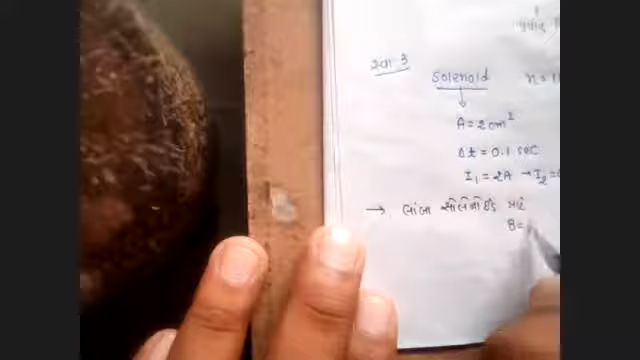 સ્વા 3
Solenoid
A = 2 cm²
Δt = 0.1 sec
I₁ = 2A → I₂ =
→ લાંબા સોલેનોઈડ માટે
B =